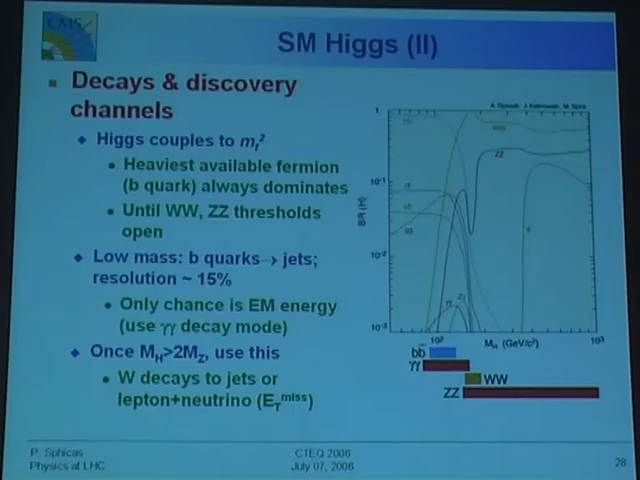 CMS
SM Higgs (II)
Decays & discovery
channels
Higgs couples to m_f^2
Heaviest available fermion
(b quark) always dominates
Until WW, ZZ thresholds
open
Low mass: b quarks→ jets;
resolution ~ 15%
Only chance is EM energy
(use γγ decay mode)
Once M_H>2M_Z, use this
W decays to jets or
lepton+neutrino (E_T^miss)
A. Djouadi, J. Kalinowski, M. Spira
1
WW
ZZ
10^-1
BR (H)
gg
10^-2
10^-3
10^2
M_H (GeV/c^2)
10^3
bb̅
γγ
WW
ZZ
P. Sphicas
Physics at LHC
CTEQ 2006
July 07, 2006
28